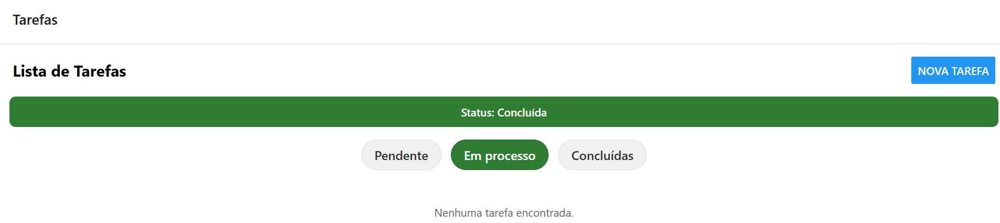 Tarefas
Lista de Tarefas
NOVA TAREFA
Status: Concluída
Pendente
Em processo
Concluídas
Nenhuma tarefa encontrada.